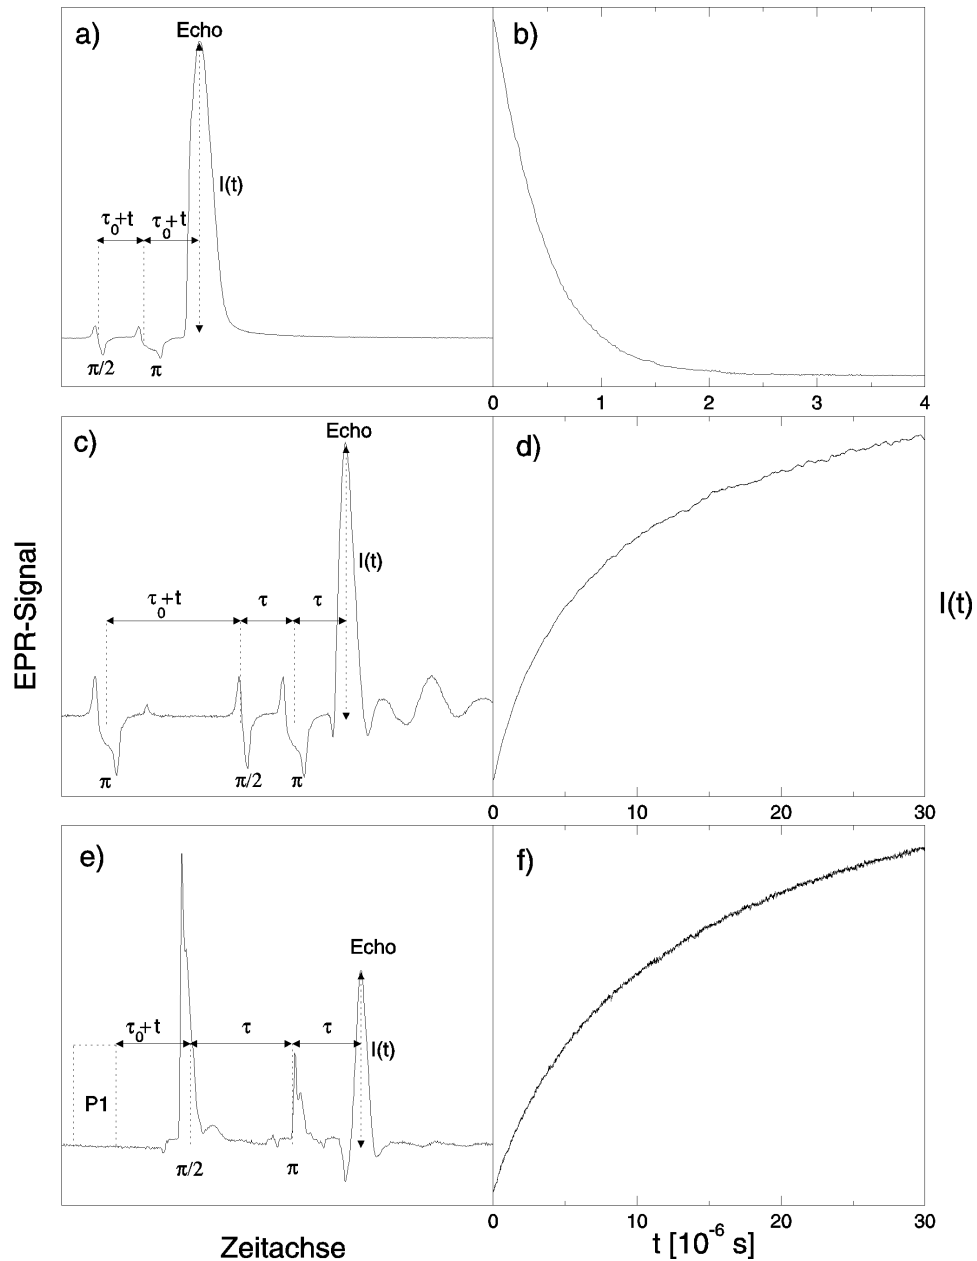 a)
Echo
I(t)
τ₀+t
τ₀+t
π/2
π
b)
0
1
2
3
4
c)
Echo
I(t)
τ₀+t
τ
τ
π
π/2
π
d)
0
10
20
30
EPR-Signal
I(t)
e)
Echo
I(t)
τ₀+t
τ
τ
P1
π/2
π
f)
0
10
20
30
Zeitachse
t [10⁻⁶ s]